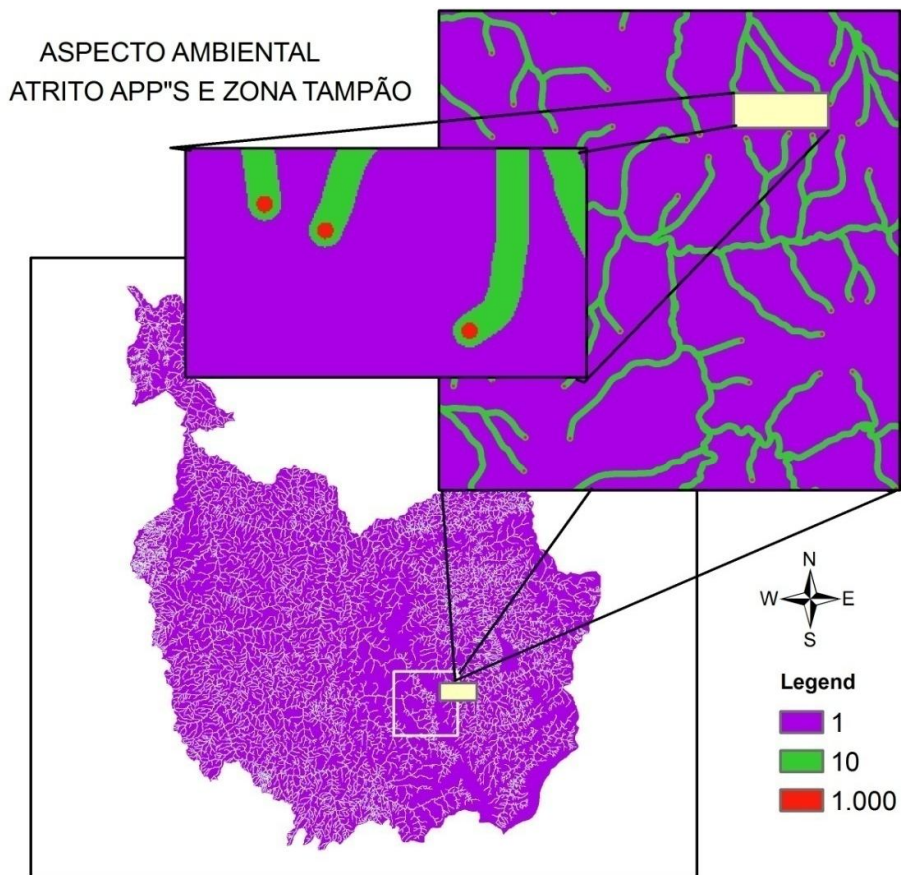 ASPECTO AMBIENTAL
ATRITO APP"S E ZONA TAMPÃO
N
W E
S
Legend
1
10
1.000